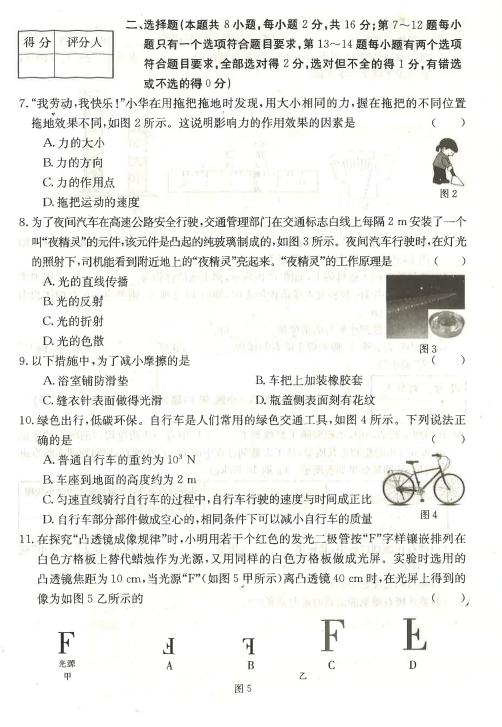 得分 评分人
二、选择题(本题共 8 小题,每小题 2 分,共 16 分;第 7～12 题每小
题只有一个选项符合题目要求,第 13～14 题每小题有两个选项
符合题目要求,全部选对得 2 分,选对但不全的得 1 分,有错选
或不选的得 0 分)
7.“我劳动,我快乐!”小华在用拖把拖地时发现,用大小相同的力,握在拖把的不同位置
拖地效果不同,如图 2 所示。这说明影响力的作用效果的因素是 ( )
A. 力的大小
B. 力的方向
C. 力的作用点
D. 拖把运动的速度
图 2
8. 为了夜间汽车在高速公路安全行驶,交通管理部门在交通标志白线上每隔 2 m 安装了一个
叫“夜精灵”的元件,该元件是凸起的纯玻璃制成的,如图 3 所示。夜间汽车行驶时,在灯光
的照射下,司机能看到附近地上的“夜精灵”亮起来。“夜精灵”的工作原理是 ( )
A. 光的直线传播
B. 光的反射
C. 光的折射
D. 光的色散
图 3
9. 以下措施中,为了减小摩擦的是 ( )
A. 浴室铺防滑垫 B. 车把上加装橡胶套
C. 缝衣针表面做得光滑 D. 瓶盖侧表面刻有花纹
10. 绿色出行,低碳环保。自行车是人们常用的绿色交通工具,如图 4 所示。下列说法正
确的是 ( )
A. 普通自行车的重约为 10³ N
B. 车座到地面的高度约为 2 m
C. 匀速直线骑行自行车的过程中,自行车行驶的速度与时间成正比
D. 自行车部分部件做成空心的,相同条件下可以减小自行车的质量
图 4
11. 在探究“凸透镜成像规律”时,小明用若干个红色的发光二极管按“F”字样镶嵌排列在
白色方格板上替代蜡烛作为光源,又用同样的白色方格板做成光屏。实验时选用的
凸透镜焦距为 10 cm,当光源“F”(如图 5 甲所示)离凸透镜 40 cm 时,在光屏上得到的
像为如图 5 乙所示的 ( )
F
光源 A B C D
甲 乙
图 5